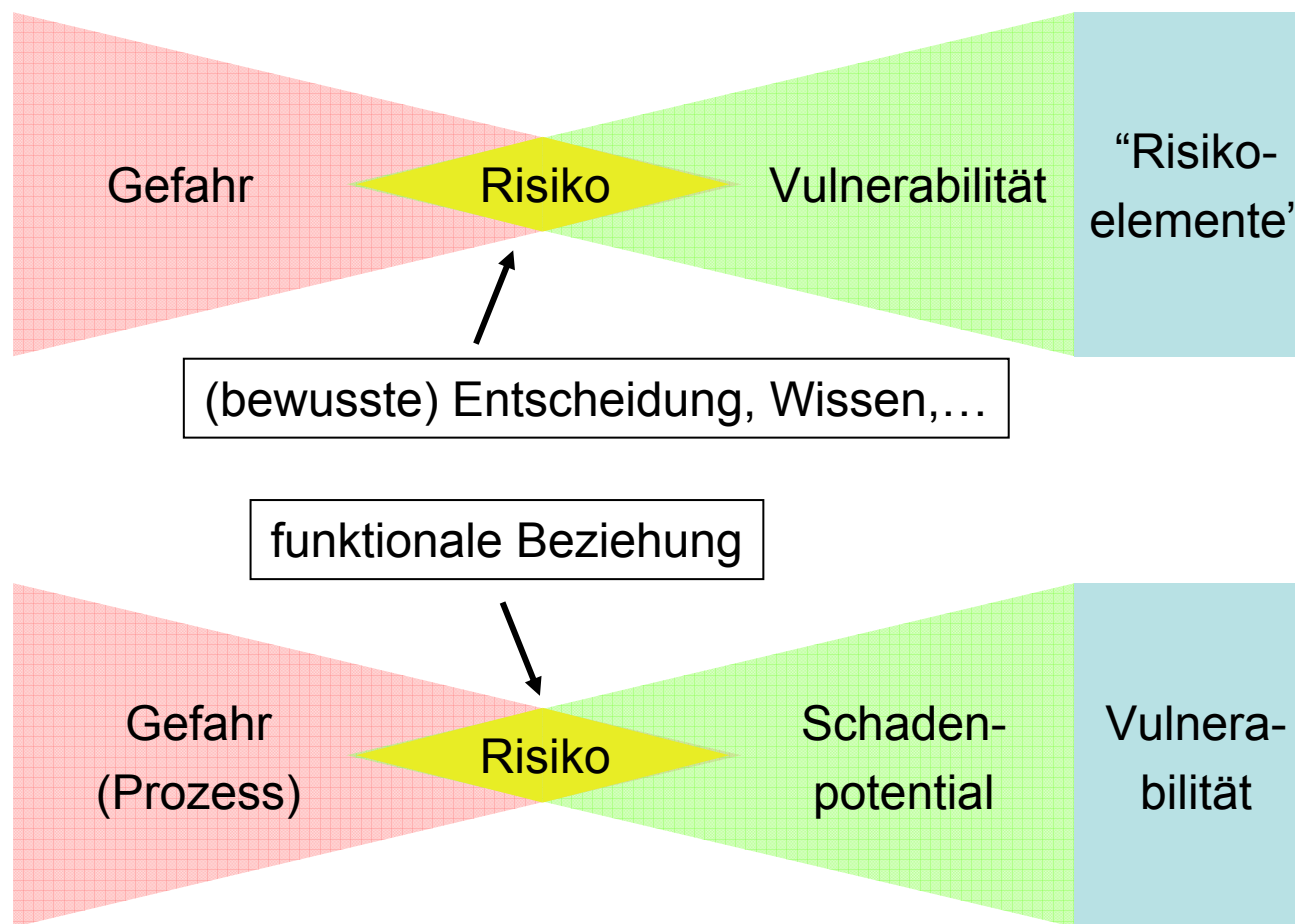 Gefahr
Risiko
Vulnerabilität
“Risiko-
elemente”
(bewusste) Entscheidung, Wissen,…
funktionale Beziehung
Gefahr
(Prozess)
Risiko
Schaden-
potential
Vulnera-
bilität